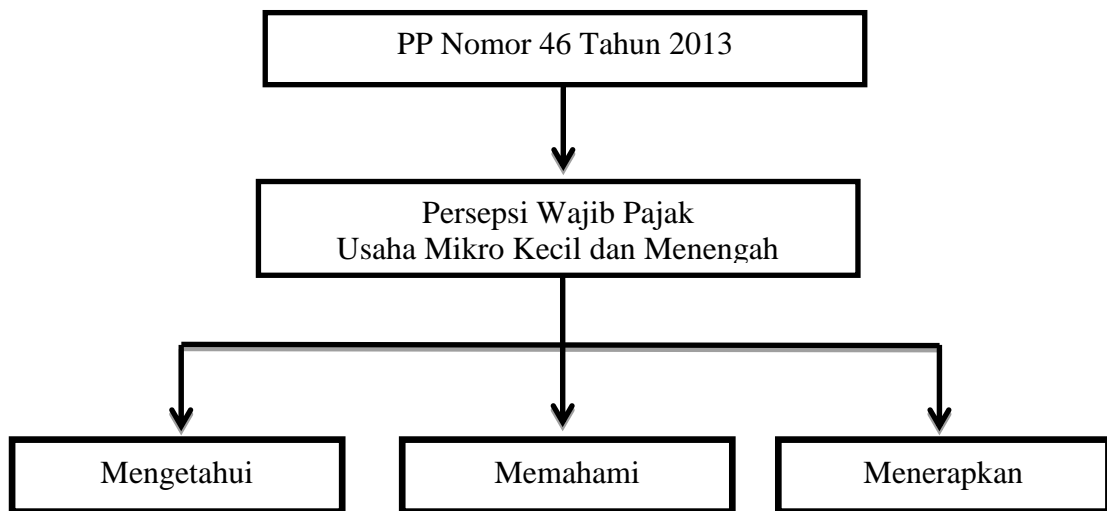 PP Nomor 46 Tahun 2013
Persepsi Wajib Pajak
Usaha Mikro Kecil dan Menengah
Mengetahui
Memahami
Menerapkan